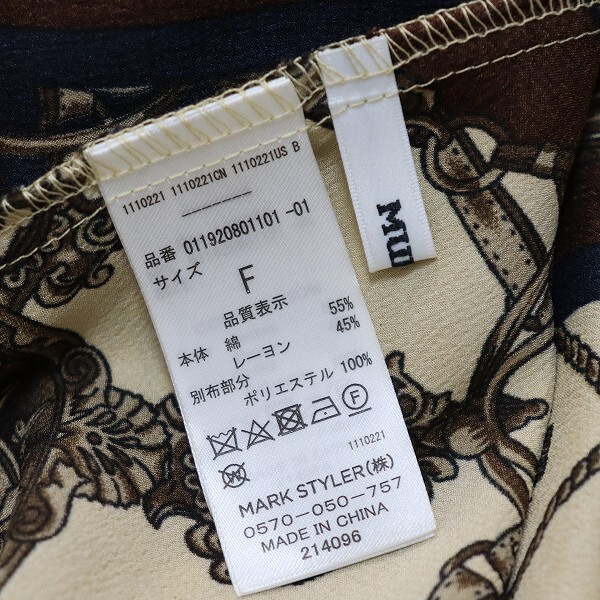 1110221 1110221CN 1110221US B
品番 011920801101 -01
サイズ
F
品質表示
本体 綿 55%
レーヨン 45%
別布部分
ポリエステル 100%
1110221
MARK STYLER(株)
0570-050-757
MADE IN CHINA
214096